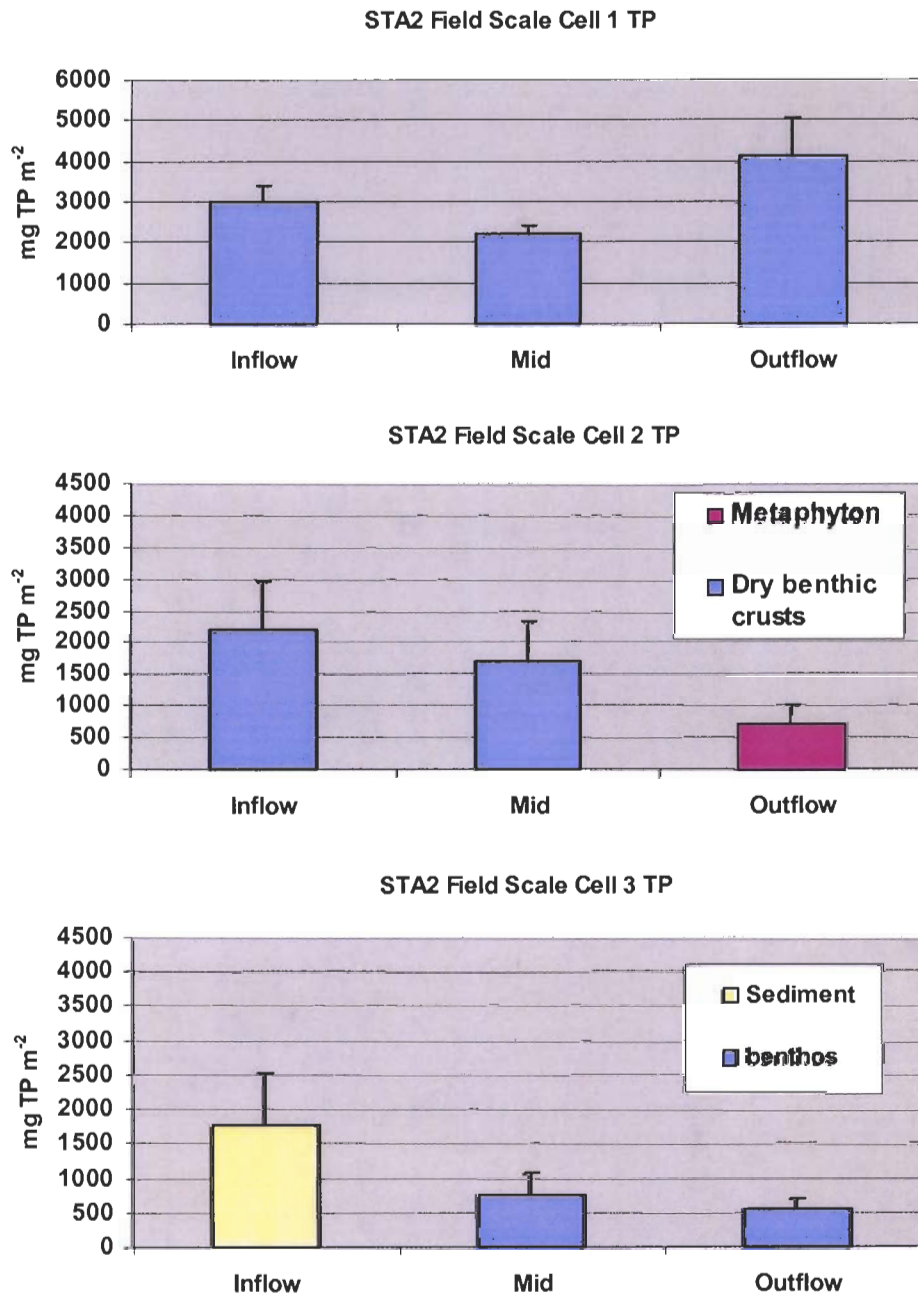 STA2 Field Scale Cell 1 TP
mg TP m-2
6000
5000
4000
3000
2000
1000
0
Inflow Mid Outflow
STA2 Field Scale Cell 2 TP
mg TP m-2
4500
4000
3500
3000
2500
2000
1500
1000
500
0
Metaphyton
Dry benthic
crusts
Inflow Mid Outflow
STA2 Field Scale Cell 3 TP
mg TP m-2
4500
4000
3500
3000
2500
2000
1500
1000
500
0
Sediment
benthos
Inflow Mid Outflow